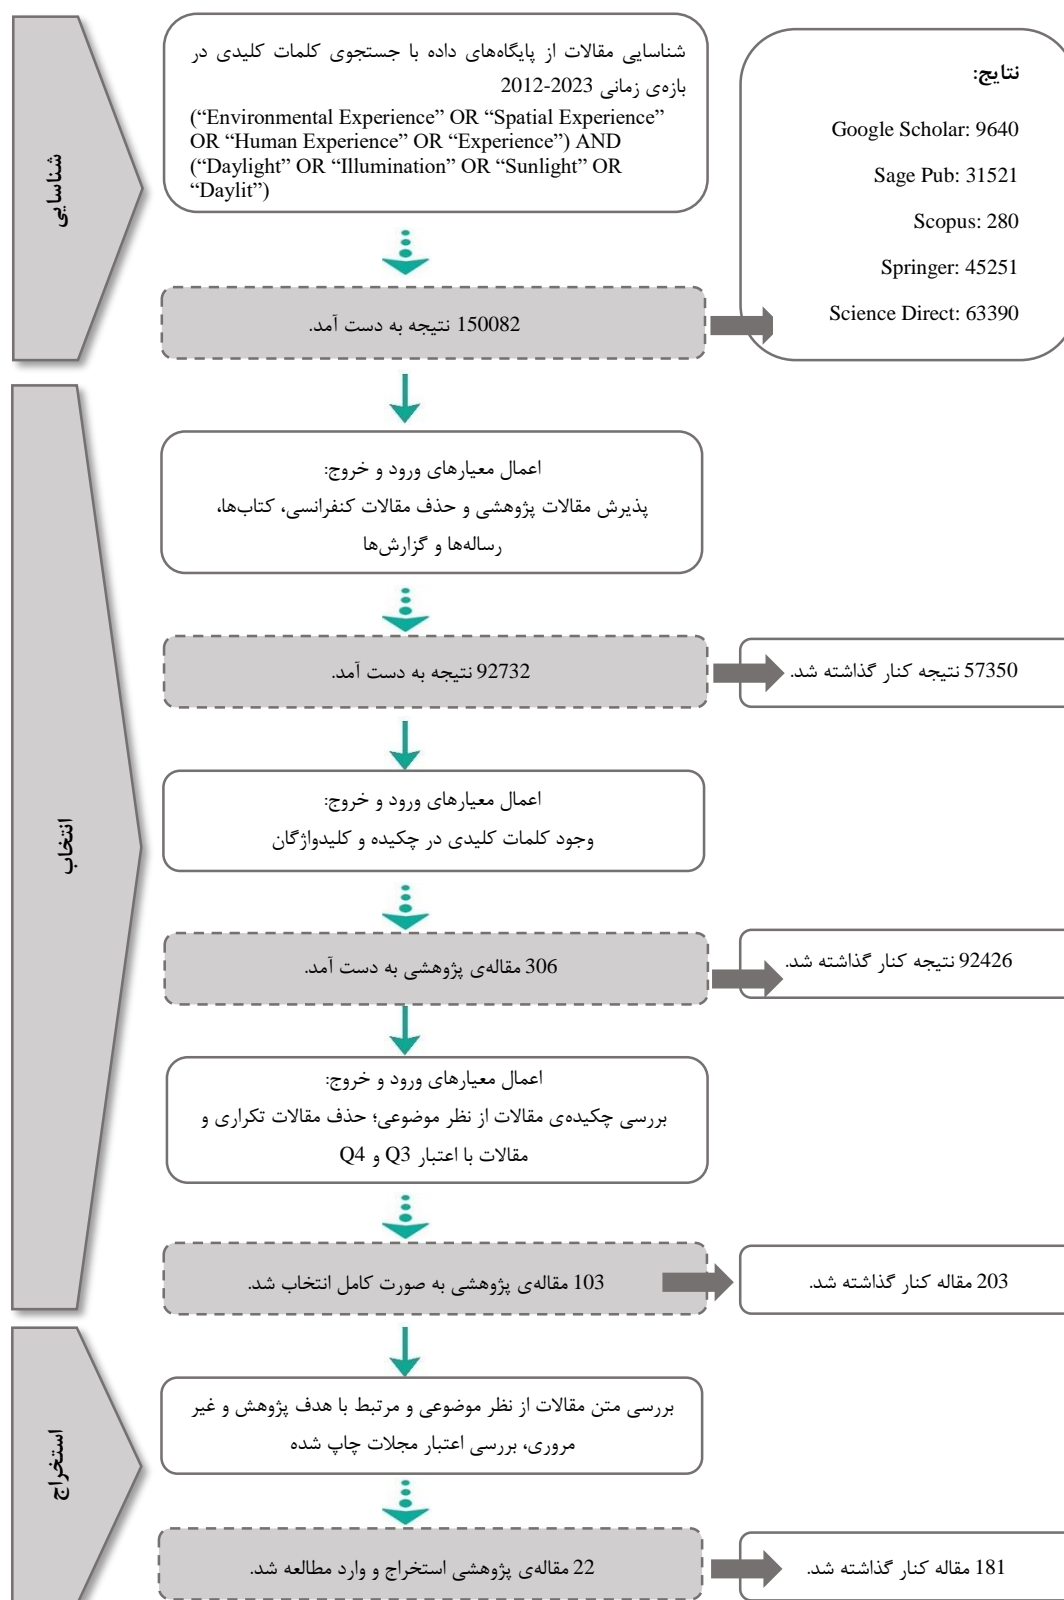 شناسایی
شناسایی مقالات از پایگاه‌های داده با جستجوی کلمات کلیدی در
بازه‌ی زمانی 2023-2012
(“Environmental Experience” OR “Spatial Experience”
OR “Human Experience” OR “Experience”) AND
(“Daylight” OR “Illumination” OR “Sunlight” OR
“Daylit”)
نتایج:
Google Scholar: 9640
Sage Pub: 31521
Scopus: 280
Springer: 45251
Science Direct: 63390
150082 نتیجه به دست آمد.
انتخاب
اعمال معیارهای ورود و خروج:
پذیرش مقالات پژوهشی و حذف مقالات کنفرانسی، کتاب‌ها،
رساله‌ها و گزارش‌ها
92732 نتیجه به دست آمد.
57350 نتیجه کنار گذاشته شد.
اعمال معیارهای ورود و خروج:
وجود کلمات کلیدی در چکیده و کلیدواژگان
306 مقاله‌ی پژوهشی به دست آمد.
92426 نتیجه کنار گذاشته شد.
اعمال معیارهای ورود و خروج:
بررسی چکیده‌ی مقالات از نظر موضوعی؛ حذف مقالات تکراری و
مقالات با اعتبار Q3 و Q4
103 مقاله‌ی پژوهشی به صورت کامل انتخاب شد.
203 مقاله کنار گذاشته شد.
استخراج
بررسی متن مقالات از نظر موضوعی و مرتبط با هدف پژوهش و غیر
مروری، بررسی اعتبار مجلات چاپ شده
22 مقاله‌ی پژوهشی استخراج و وارد مطالعه شد.
181 مقاله کنار گذاشته شد.